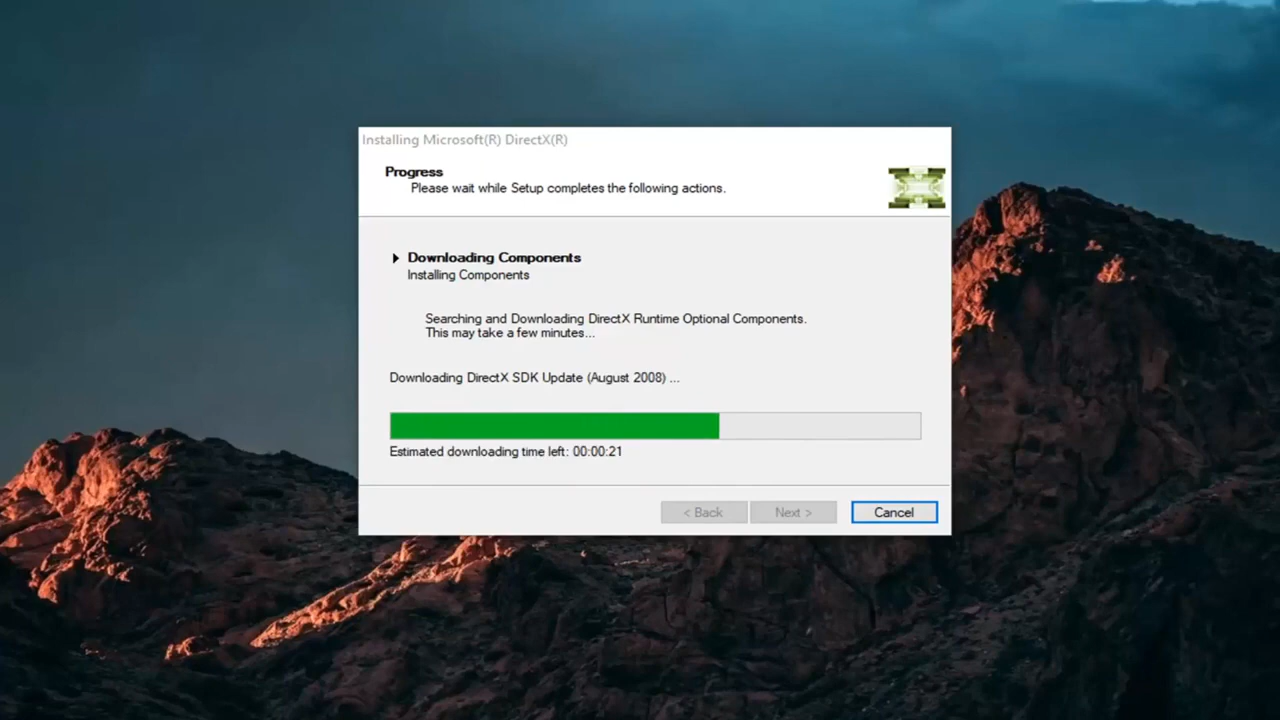 Installing Microsoft(R) DirectX(R)
Progress
Please wait while Setup completes the following actions.
Downloading Components
Installing Components
Searching and Downloading DirectX Runtime Optional Components.
This may take a few minutes...
Downloading DirectX SDK Update (August 2008) ...
Estimated downloading time left: 00:00:21
< Back
Next >
Cancel